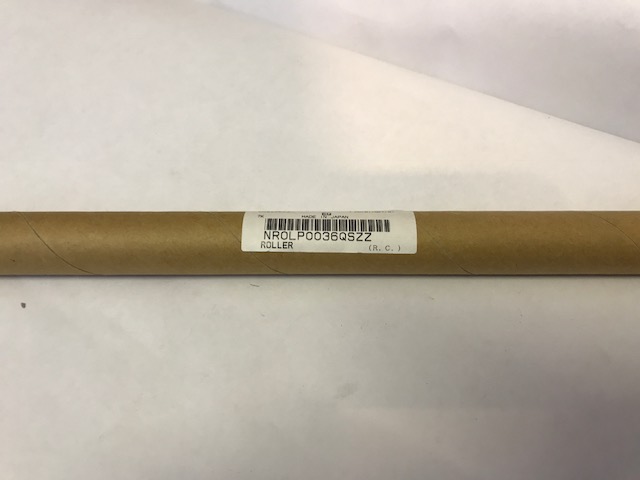 MADE IN JAPAN
NROLP0036QSZZ
ROLLER
(R.C.)